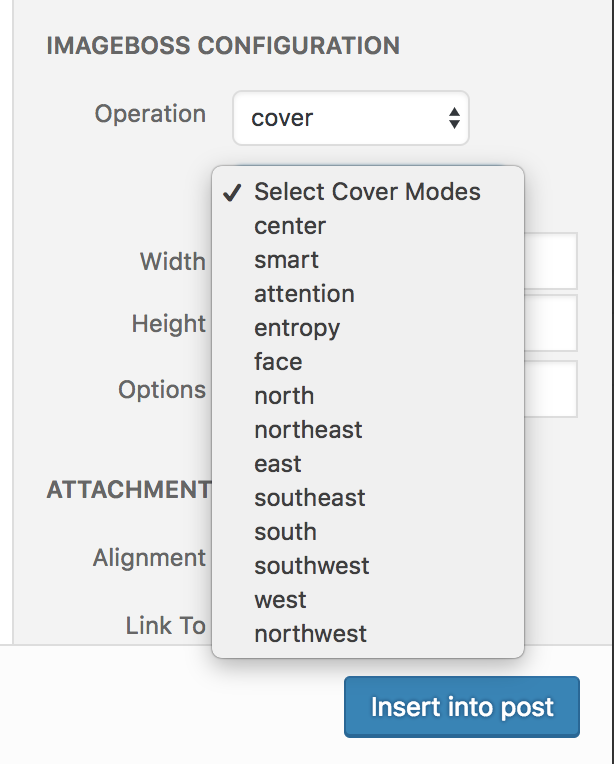 IMAGEBOSS CONFIGURATION
Operation
cover
Select Cover Modes
center
smart
attention
entropy
face
north
northeast
east
southeast
south
southwest
west
northwest
Width
Height
Options
ATTACHMENT
Alignment
Link To
Insert into post